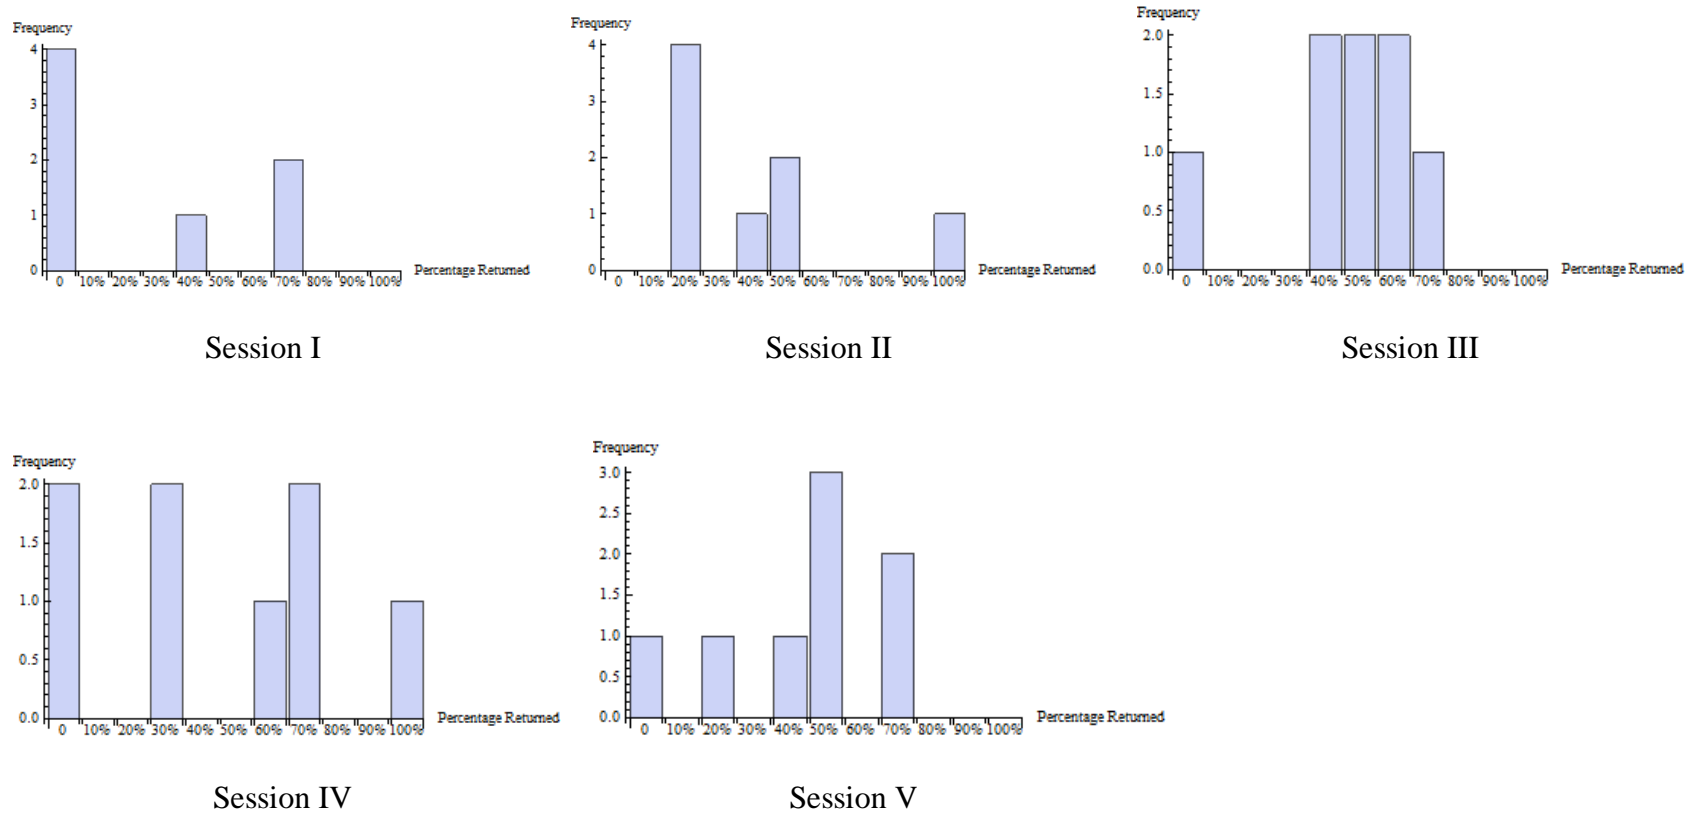 Frequency
4
3
2
1
0
0 10% 20% 30% 40% 50% 60% 70% 80% 90% 100%
Percentage Returned
Session I
Frequency
4
3
2
1
0
0 10% 20% 30% 40% 50% 60% 70% 80% 90% 100%
Percentage Returned
Session II
Frequency
2.0
1.5
1.0
0.5
0.0
0 10% 20% 30% 40% 50% 60% 70% 80% 90% 100%
Percentage Returned
Session III
Frequency
2.0
1.5
1.0
0.5
0.0
0 10% 20% 30% 40% 50% 60% 70% 80% 90% 100%
Percentage Returned
Session IV
Frequency
3.0
2.5
2.0
1.5
1.0
0.5
0.0
0 10% 20% 30% 40% 50% 60% 70% 80% 90% 100%
Percentage Returned
Session V